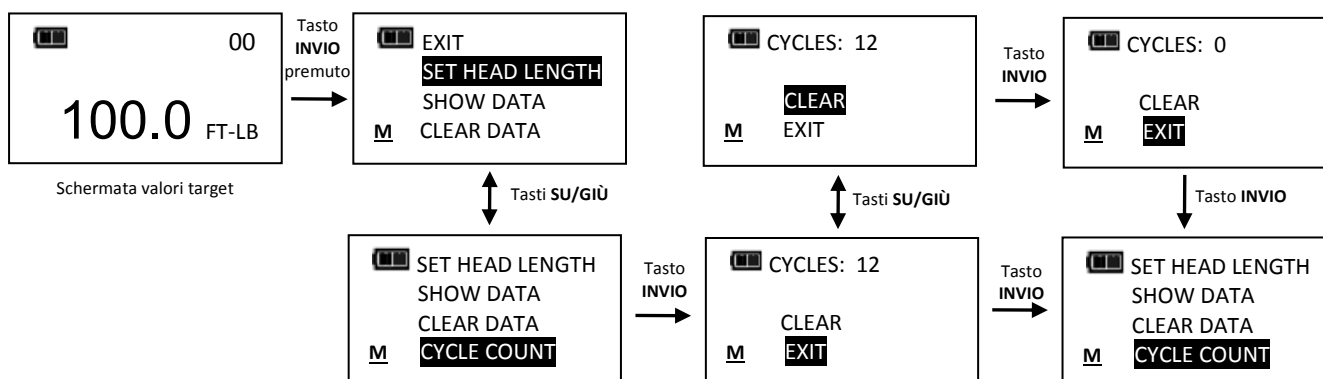 00
100.0 FT-LB
Schermata valori target
Tasto
INVIO
premuto
EXIT
SET HEAD LENGTH
SHOW DATA
M CLEAR DATA
Tasti SU/GIÙ
SET HEAD LENGTH
SHOW DATA
CLEAR DATA
M CYCLE COUNT
Tasto
INVIO
CYCLES: 12
CLEAR
M EXIT
Tasti SU/GIÙ
CYCLES: 12
CLEAR
M EXIT
Tasto
INVIO
CYCLES: 0
CLEAR
M EXIT
Tasto INVIO
Tasto
INVIO
SET HEAD LENGTH
SHOW DATA
CLEAR DATA
M CYCLE COUNT